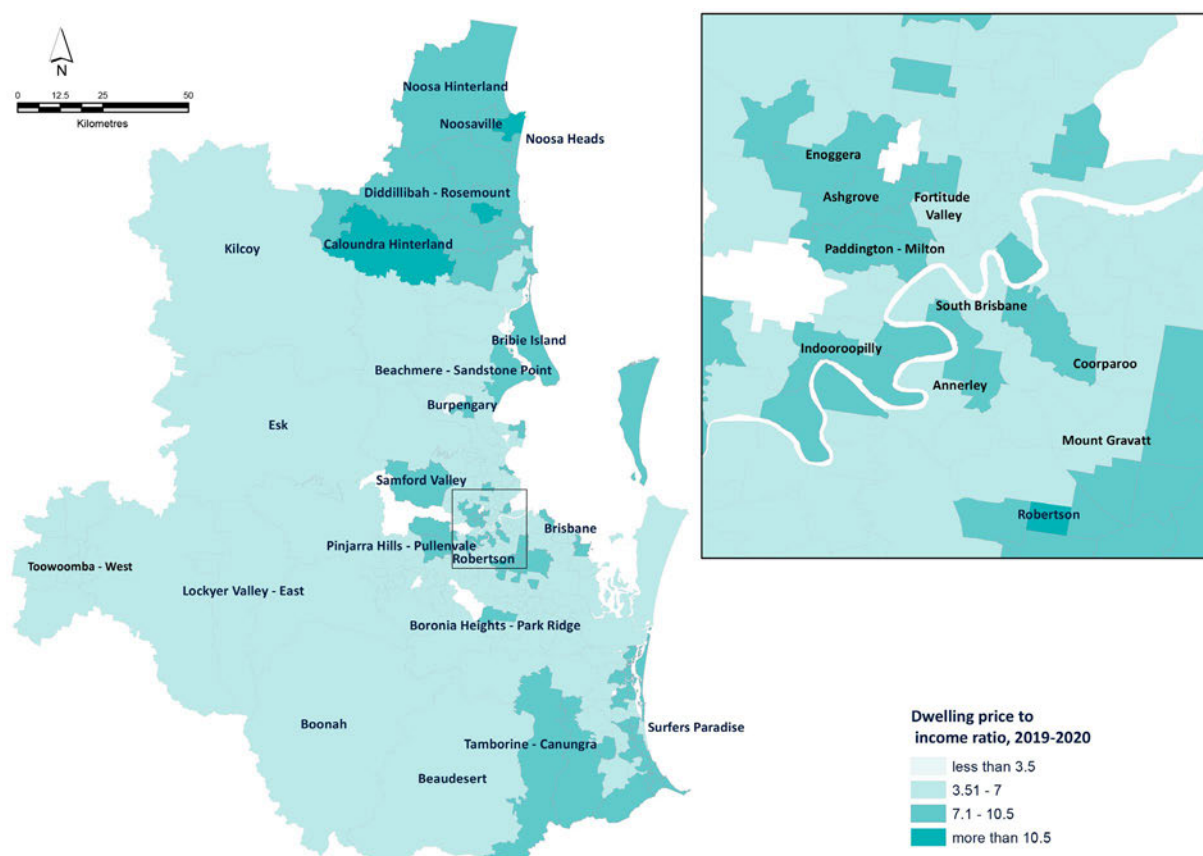 N
0 12.5 25 50
Kilometres
Noosa Hinterland
Noosaville
Noosa Heads
Diddillibah - Rosemount
Kilcoy
Caloundra Hinterland
Bribie Island
Beachmere - Sandstone Point
Burpengary
Esk
Samford Valley
Brisbane
Pinjarra Hills - Pullenvale
Robertson
Toowoomba - West
Lockyer Valley - East
Boronia Heights - Park Ridge
Boonah
Surfers Paradise
Tamborine - Canungra
Beaudesert
Enoggera
Ashgrove
Fortitude
Valley
Paddington - Milton
South Brisbane
Indooroopilly
Coorparoo
Annerley
Mount Gravatt
Robertson
Dwelling price to
income ratio, 2019-2020
less than 3.5
3.51 - 7
7.1 - 10.5
more than 10.5